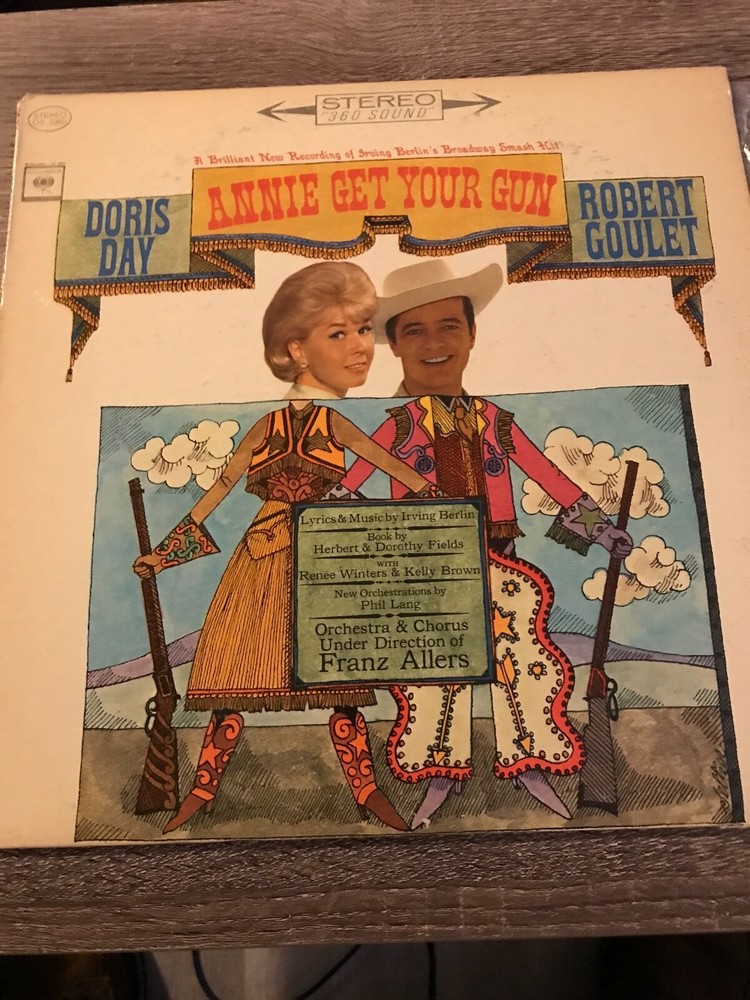 STEREO
STEREO
"360 SOUND"
A Brilliant New Recording of Irving Berlin's Broadway Smash Hit
ANNIE GET YOUR GUN
DORIS
DAY
ROBERT
GOULET
Lyrics & Music by Irving Berlin
Book by
Herbert & Dorothy Fields
WITH
Renee Winters & Kelly Brown
New Orchestrations by
Phil Lang
Orchestra & Chorus
Under Direction of
Franz Allers